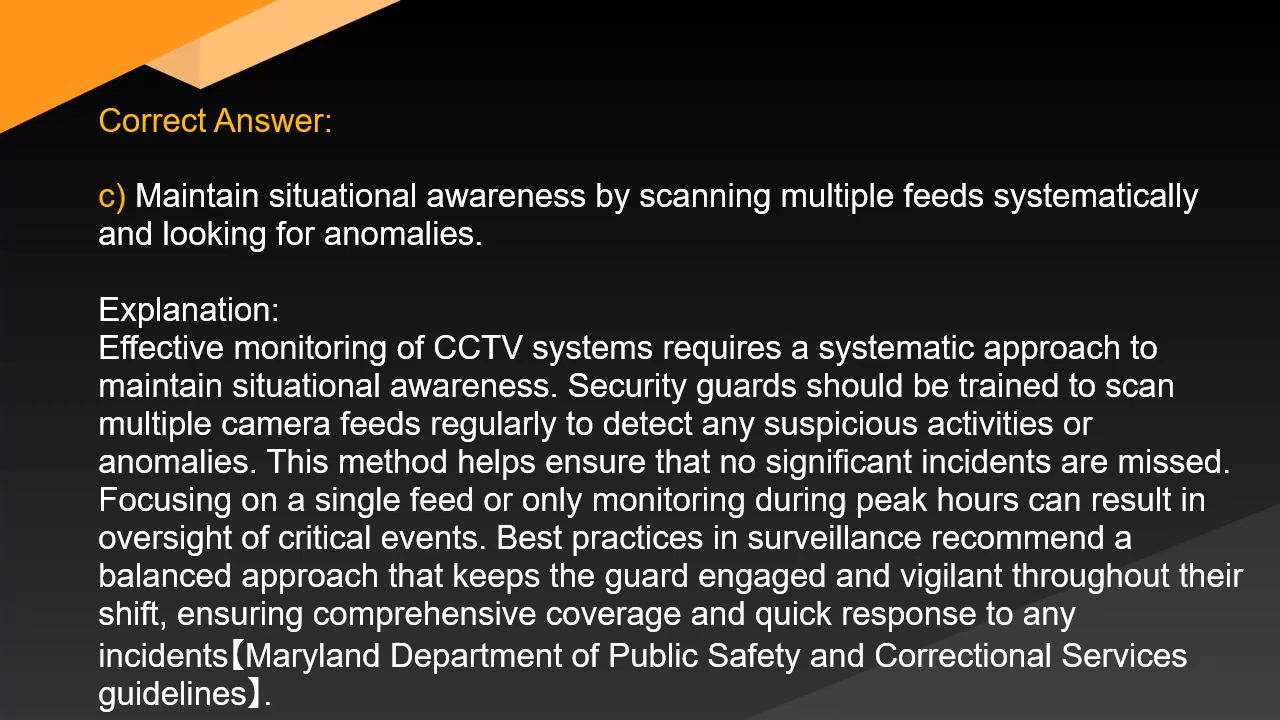 Correct Answer:
c) Maintain situational awareness by scanning multiple feeds systematically
and looking for anomalies.
Explanation:
Effective monitoring of CCTV systems requires a systematic approach to
maintain situational awareness. Security guards should be trained to scan
multiple camera feeds regularly to detect any suspicious activities or
anomalies. This method helps ensure that no significant incidents are missed.
Focusing on a single feed or only monitoring during peak hours can result in
oversight of critical events. Best practices in surveillance recommend a
balanced approach that keeps the guard engaged and vigilant throughout their
shift, ensuring comprehensive coverage and quick response to any
incidents【Maryland Department of Public Safety and Correctional Services
guidelines】.